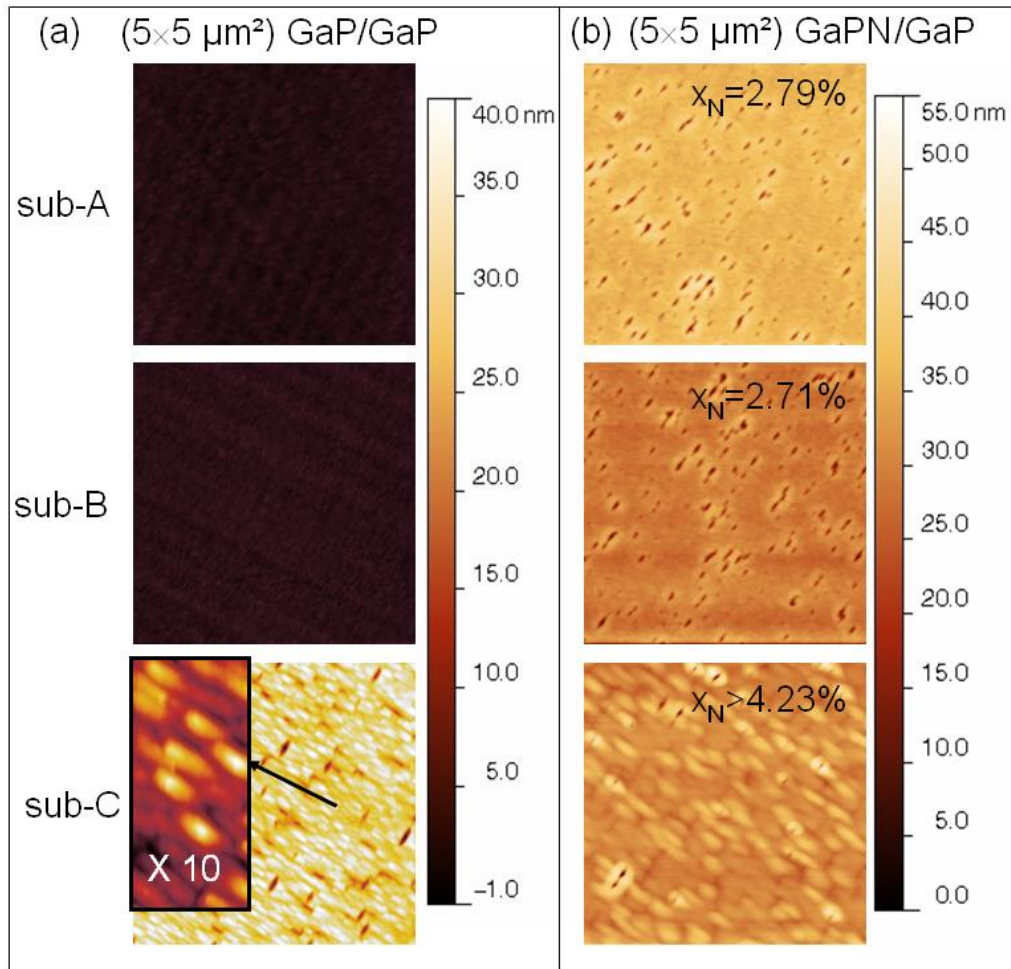 (a) (5×5 µm²) GaP/GaP
sub-A
sub-B
sub-C
X 10
40.0 nm
35.0
30.0
25.0
20.0
15.0
10.0
5.0
−1.0
(b) (5×5 µm²) GaPN/GaP
xN=2.79%
xN=2.71%
xN>4.23%
55.0 nm
50.0
45.0
40.0
35.0
30.0
25.0
20.0
15.0
10.0
5.0
0.0